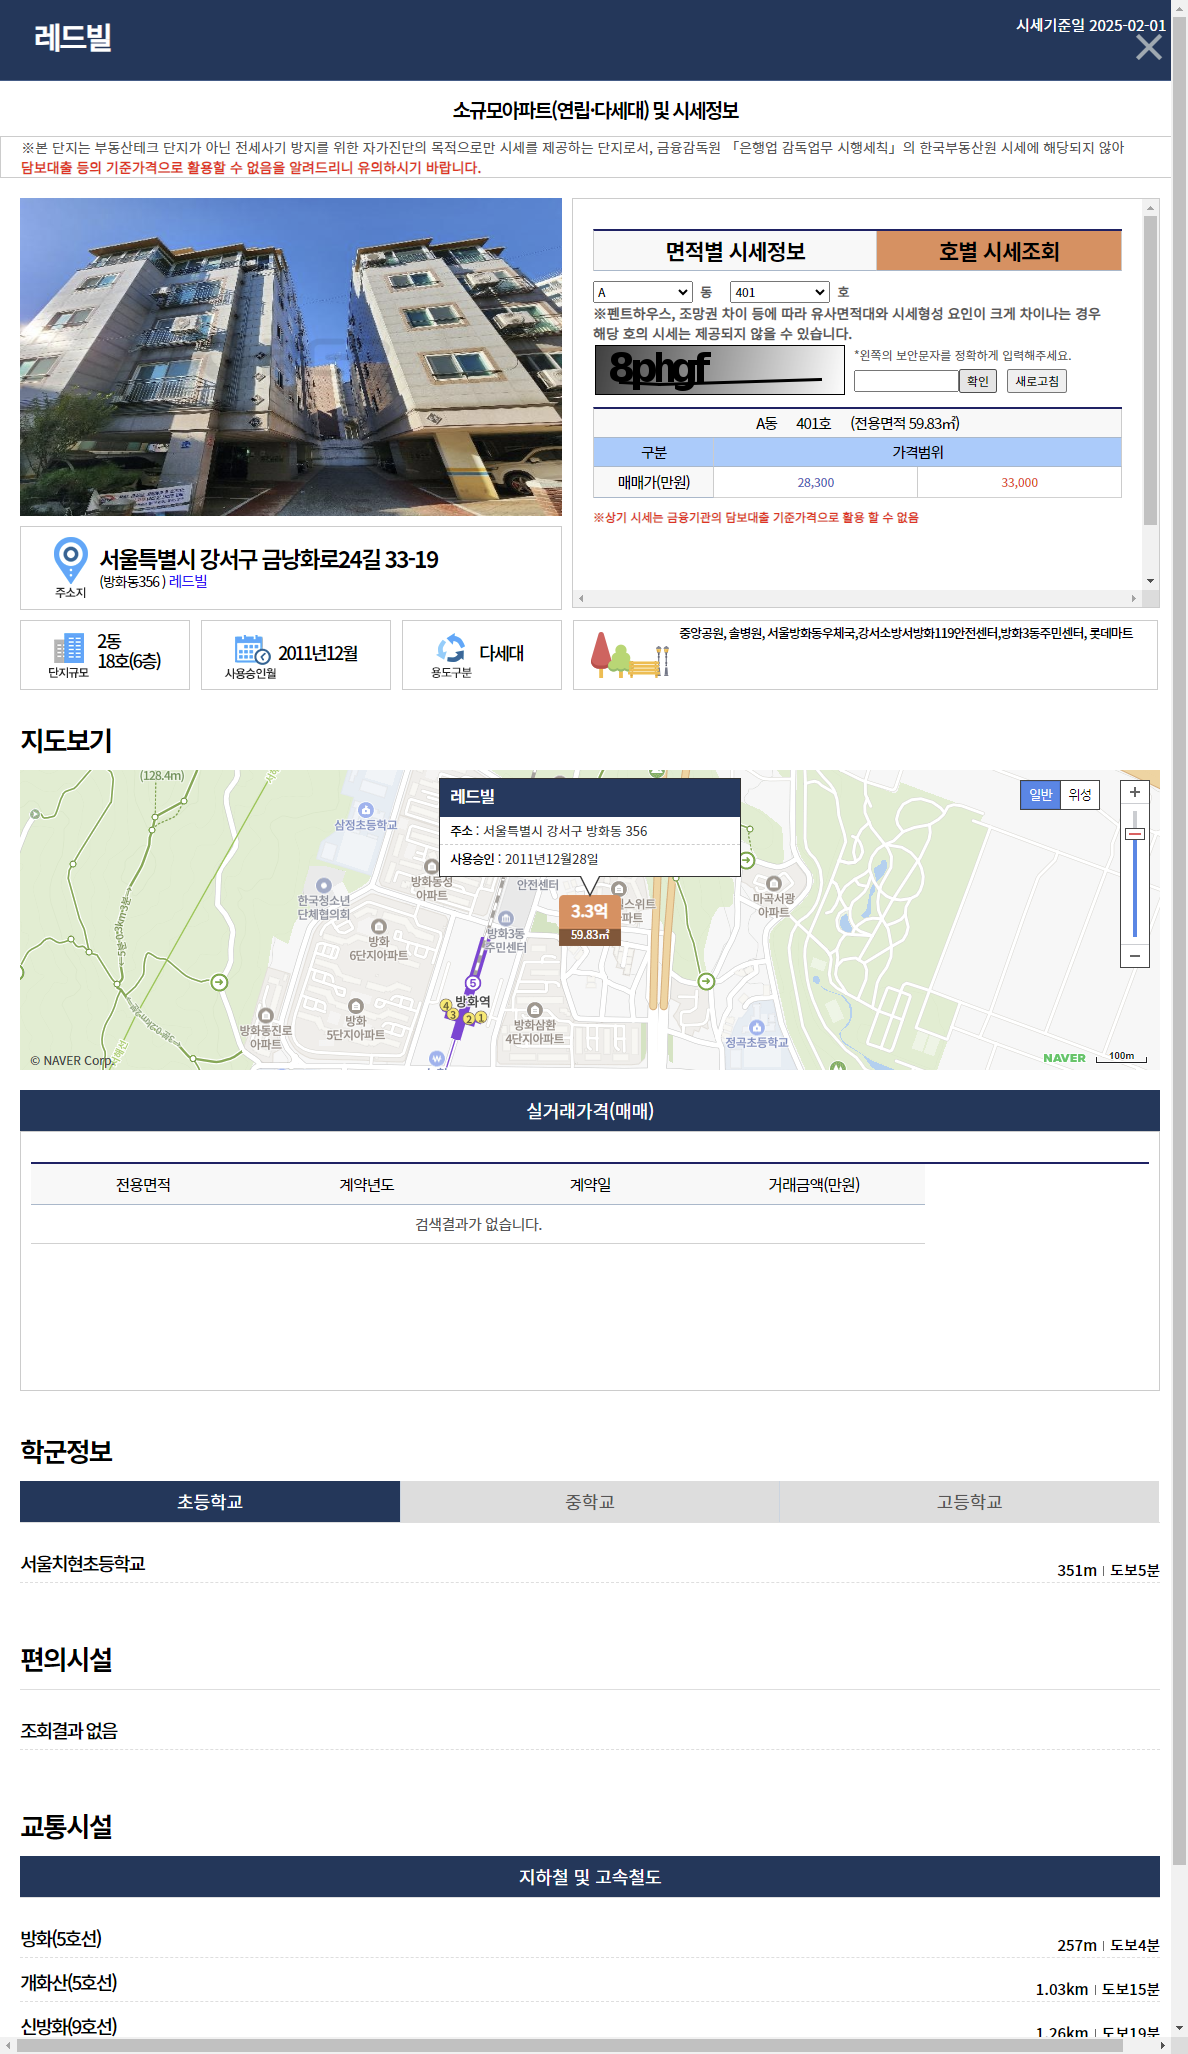 레드빌
시세기준일 2025-02-01
소규모아파트(연립·다세대) 및 시세정보
※본 단지는 부동산테크 단지가 아닌 전세사기 방지를 위한 자가진단의 목적으로만 시세를 제공하는 단지로서, 금융감독원 「은행업 감독업무 시행세칙」의 한국부동산원 시세에 해당되지 않아
담보대출 등의 기준가격으로 활용할 수 없음을 알려드리니 유의하시기 바랍니다.
면적별 시세정보
호별 시세조회
A 동 401 호
※펜트하우스, 조망권 차이 등에 따라 유사면적대와 시세형성 요인이 크게 차이나는 경우
해당 호의 시세는 제공되지 않을 수 있습니다.
8phgf
*왼쪽의 보안문자를 정확하게 입력해주세요.
확인 새로고침
A동 401호 (전용면적 59.83㎡)
구분 가격범위
매매가(만원) 28,300 33,000
※상기 시세는 금융기관의 담보대출 기준가격으로 활용 할 수 없음
주소지
서울특별시 강서구 금낭화로24길 33-19
(방화동356 ) 레드빌
단지규모
2동
18호(6층)
사용승인월
2011년12월
용도구분
다세대
중앙공원, 솔병원, 서울방화동우체국,강서소방서방화119안전센터,방화3동주민센터, 롯데마트
지도보기
(128.4m)
삼정초등학교
레드빌
주소 : 서울특별시 강서구 방화동 356
사용승인 : 2011년12월28일
일반 위성
+
방화동성
아파트
안전센터
한국청소년
단체협의회
3.3억
59.83㎡
마곡서광
아파트
방화
6단지아파트
방화3동
주민센터
5
방화역
4
3
2
1
방화동진로
아파트
방화
5단지아파트
방화삼환
4단지아파트
정곡초등학교
−
© NAVER Corp.
NAVER
100m
실거래가격(매매)
전용면적 계약년도 계약일 거래금액(만원)
검색결과가 없습니다.
학군정보
초등학교 중학교 고등학교
서울치현초등학교
351m | 도보5분
편의시설
조회결과 없음
교통시설
지하철 및 고속철도
방화(5호선)
257m | 도보4분
개화산(5호선)
1.03km | 도보15분
신방화(9호선)
1.26km | 도보19분